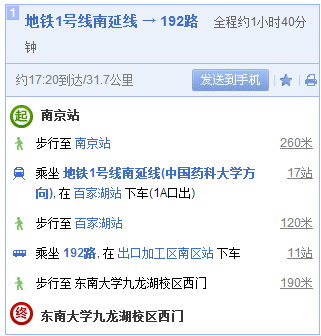 1 地铁1号线南延线 → 192路 全程约1小时40分
钟
约17:20到达/31.7公里 发送到手机
起 南京站
步行至 南京站 260米
乘坐 地铁1号线南延线(中国药科大学方 17站
向), 在 百家湖站 下车(1A口出)
步行至 百家湖站 120米
乘坐 192路, 在 出口加工区南区站 下车 11站
步行至 东南大学九龙湖校区西门 190米
终 东南大学九龙湖校区西门